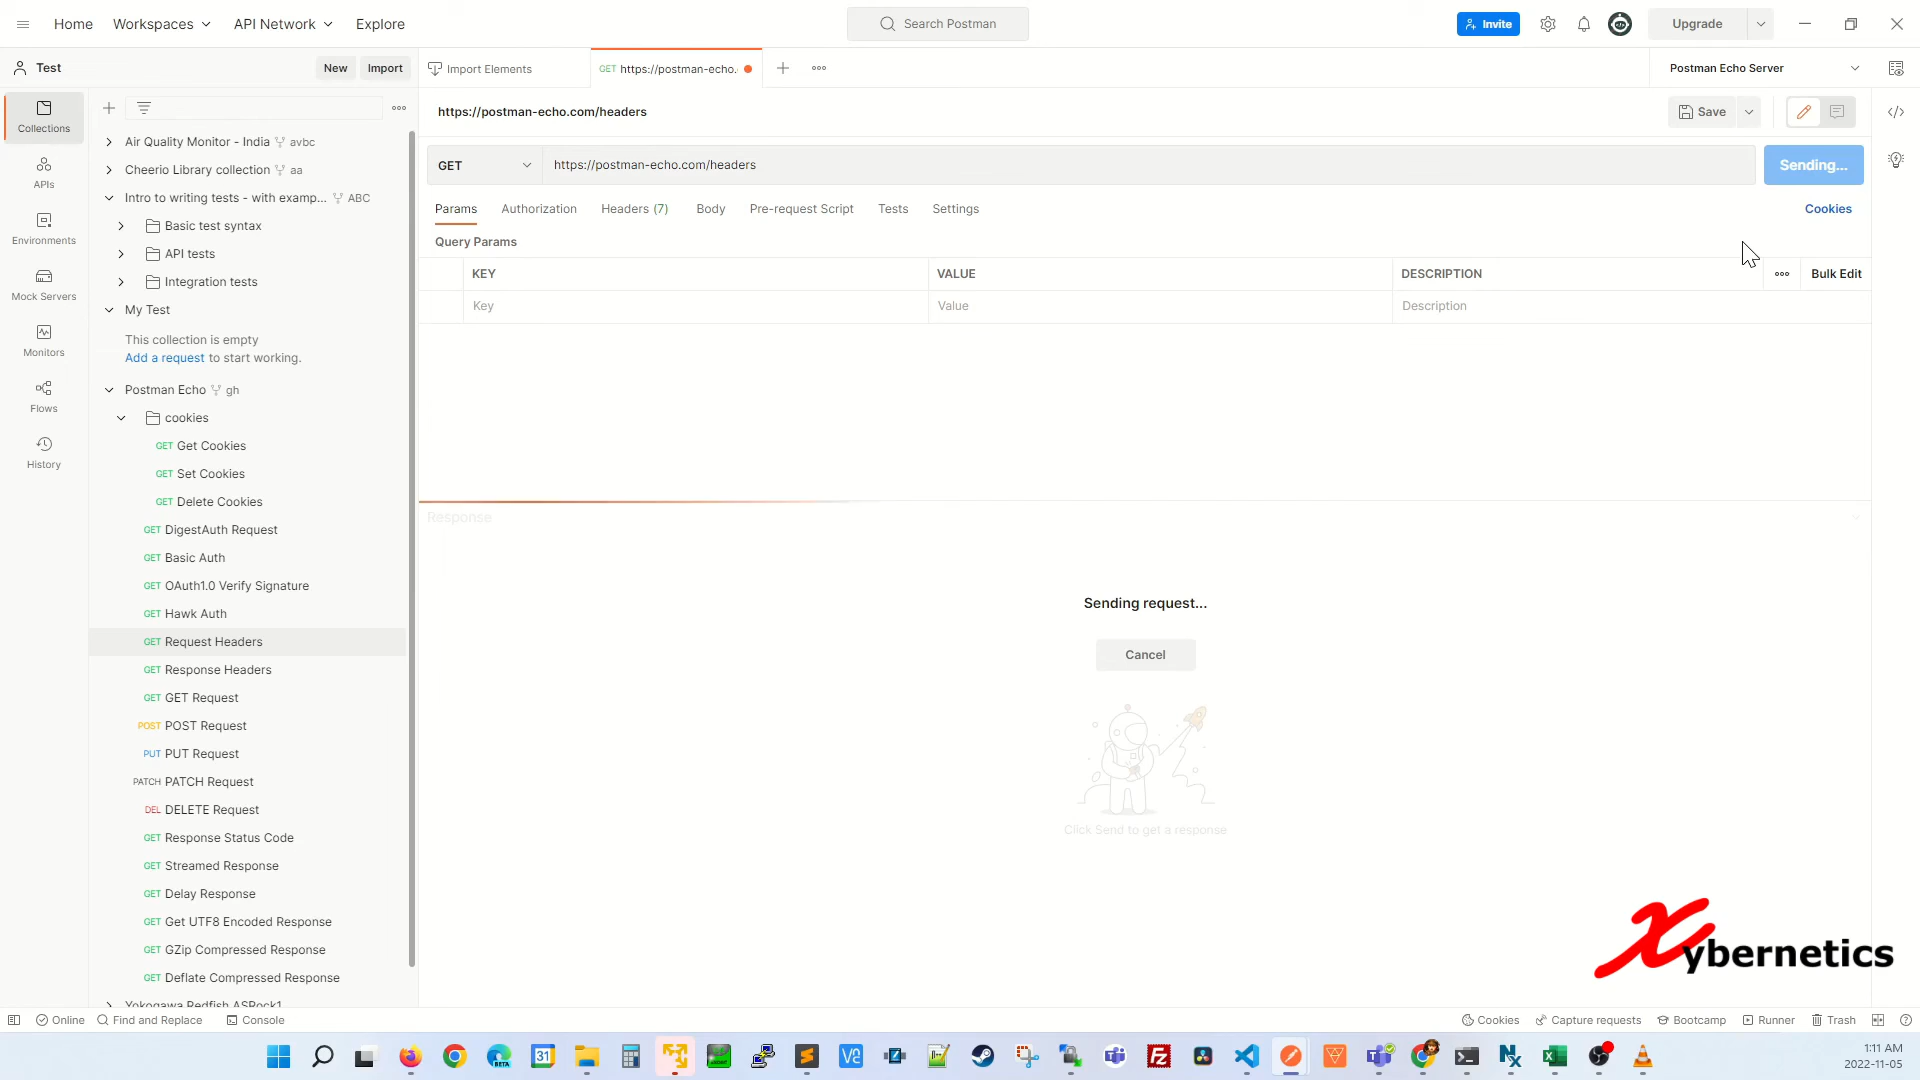 Home
Workspaces
API Network
Explore
Search Postman
Invite
Upgrade
Test
New
Import
Import Elements
GET https://postman-echo.
Postman Echo Server
Collections
APIs
Environments
Mock Servers
Monitors
Flows
History
Air Quality Monitor - India avbc
Cheerio Library collection aa
Intro to writing tests - with examp... ABC
Basic test syntax
API tests
Integration tests
My Test
This collection is empty
Add a request to start working.
Postman Echo gh
cookies
GET Get Cookies
GET Set Cookies
GET Delete Cookies
GET DigestAuth Request
GET Basic Auth
GET OAuth1.0 Verify Signature
GET Hawk Auth
GET Request Headers
GET Response Headers
GET GET Request
POST POST Request
PUT PUT Request
PATCH PATCH Request
DEL DELETE Request
GET Response Status Code
GET Streamed Response
GET Delay Response
GET Get UTF8 Encoded Response
GET GZip Compressed Response
GET Deflate Compressed Response
Yokogawa Redfish ASRock1
https://postman-echo.com/headers
Save
GET
https://postman-echo.com/headers
Sending...
Params
Authorization
Headers (7)
Body
Pre-request Script
Tests
Settings
Cookies
Query Params
KEY
VALUE
DESCRIPTION
Bulk Edit
Key
Value
Description
Response
Sending request...
Cancel
Click Send to get a response
Xybernetics
Online
Find and Replace
Console
Cookies
Capture requests
Bootcamp
Runner
Trash
BETA
31
1:11 AM
2022-11-05